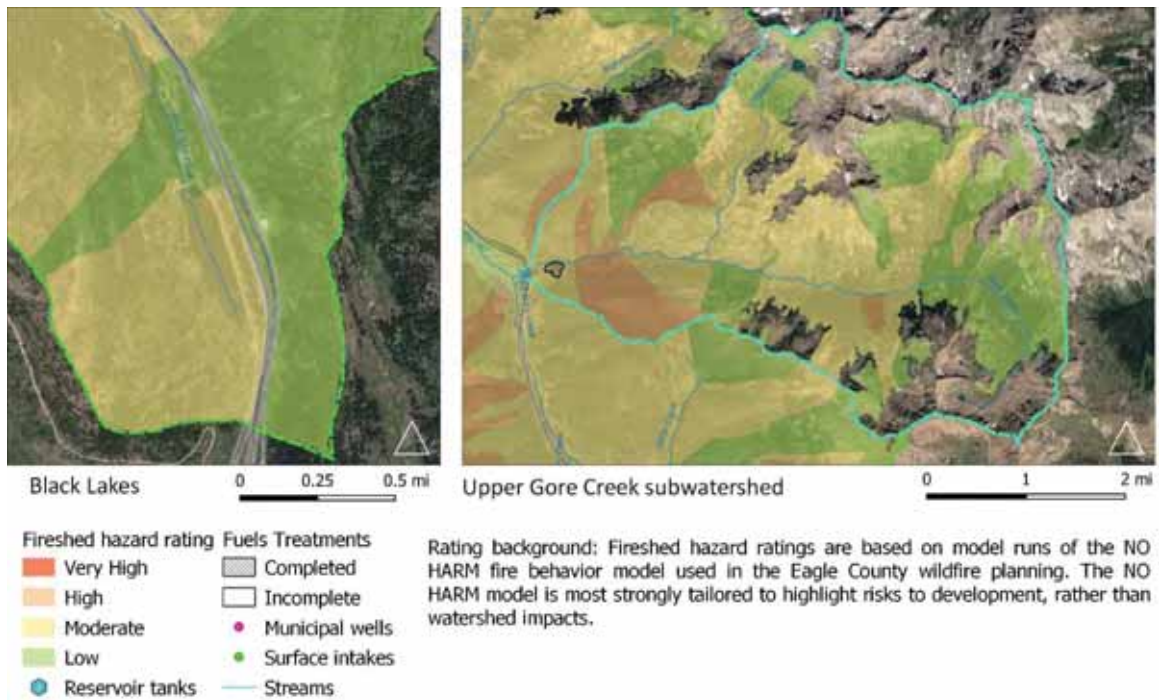 Black Lakes
0 0.25 0.5 mi
Upper Gore Creek subwatershed
0 1 2 mi
Fireshed hazard rating
Very High
High
Moderate
Low
Reservoir tanks
Fuels Treatments
Completed
Incomplete
Municipal wells
Surface intakes
Streams
Rating background: Fireshed hazard ratings are based on model runs of the NO
HARM fire behavior model used in the Eagle County wildfire planning. The NO
HARM model is most strongly tailored to highlight risks to development, rather than
watershed impacts.